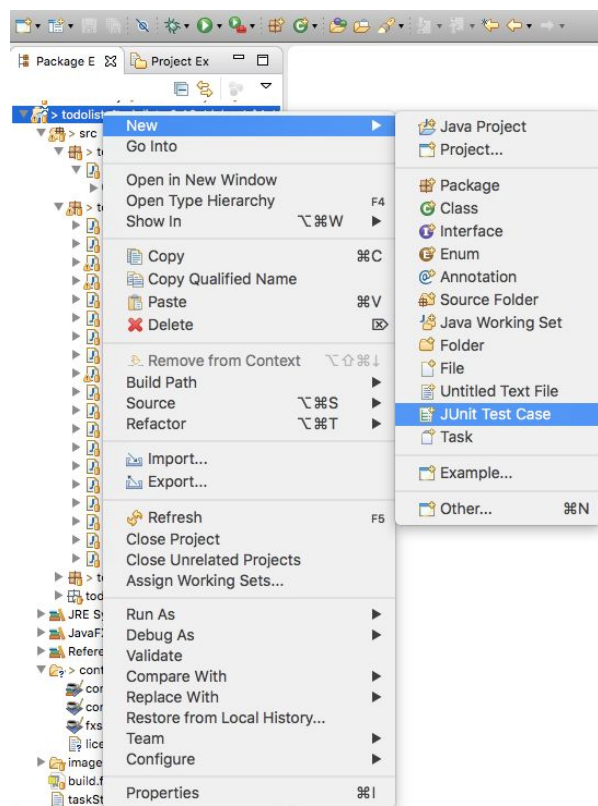 Package E
Project Ex
> todolist
> src
New
Go Into
Open in New Window
Open Type Hierarchy F4
Show In ⌥⌘W
Copy ⌘C
Copy Qualified Name
Paste ⌘V
Delete ⌦
Remove from Context ⌥⇧⌘↓
Build Path
Source ⌥⌘S
Refactor ⌥⌘T
Import...
Export...
Refresh F5
Close Project
Close Unrelated Projects
Assign Working Sets...
Run As
Debug As
Validate
Compare With
Replace With
Restore from Local History...
Team
Configure
Properties ⌘I
Java Project
Project...
Package
Class
Interface
Enum
Annotation
Source Folder
Java Working Set
Folder
File
Untitled Text File
JUnit Test Case
Task
Example...
Other... ⌘N
JRE Sy
JavaF
Refere
> cont
fxs
lice
image
build.f
taskSt